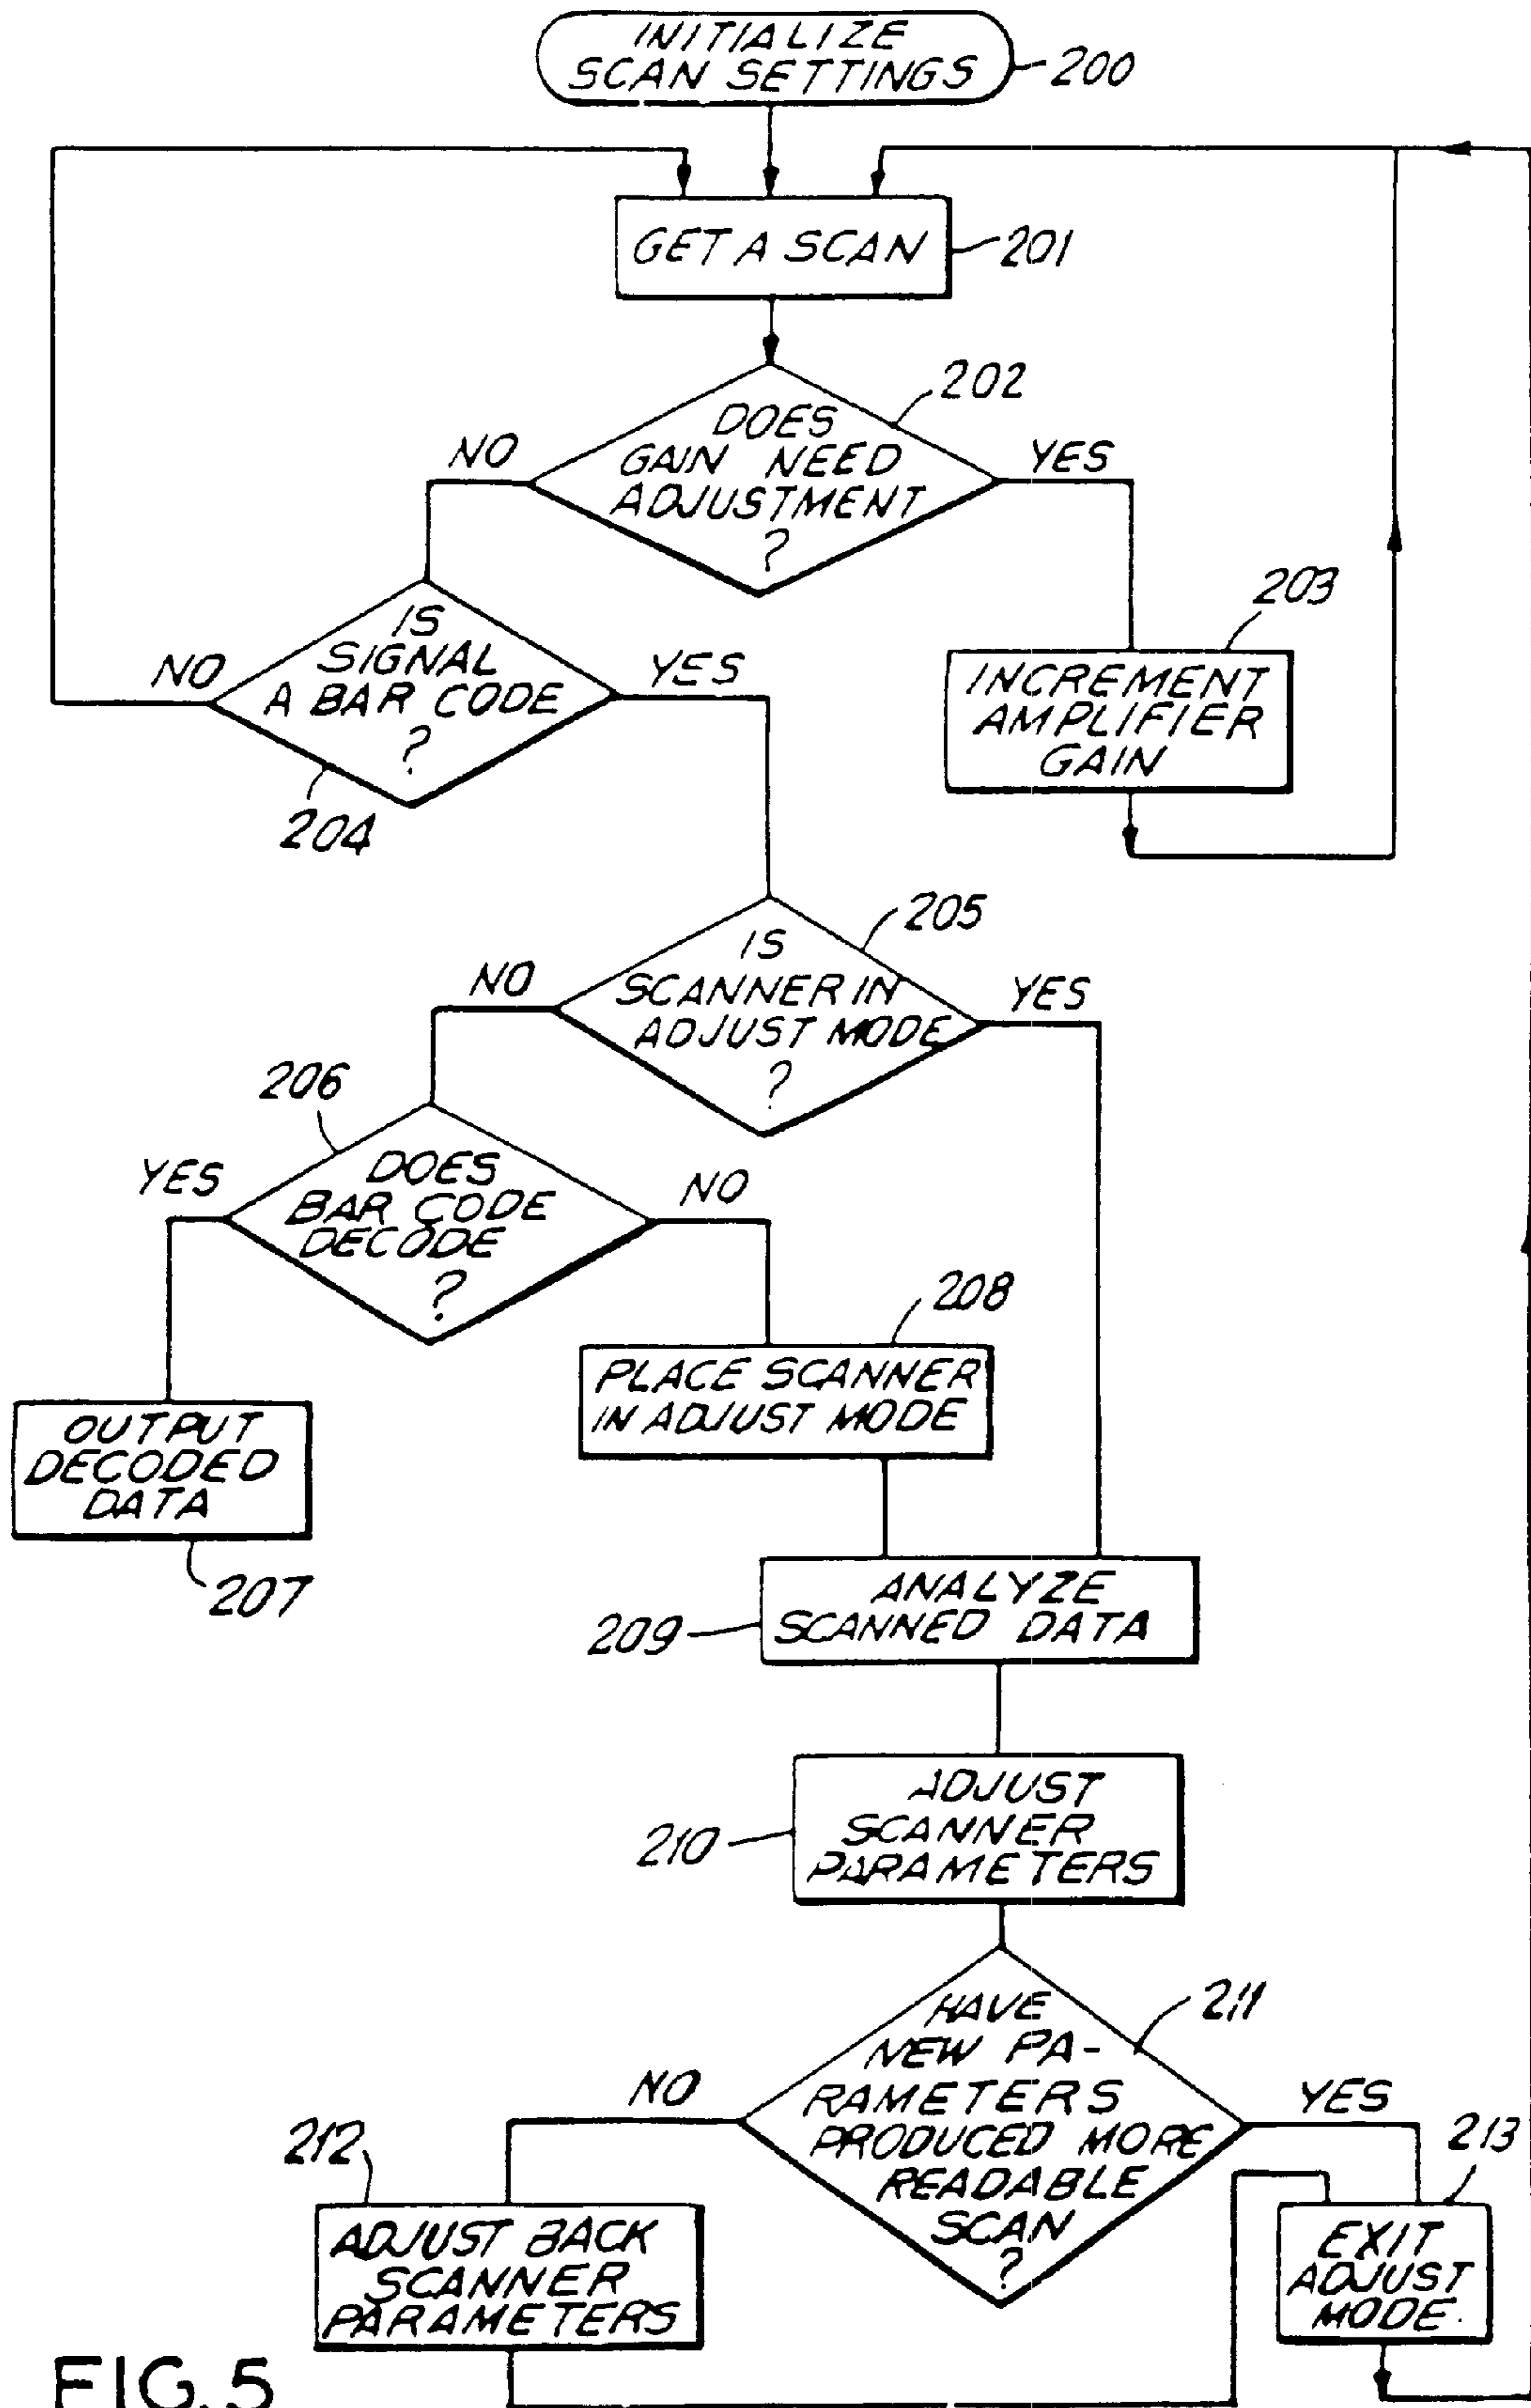 INITIALIZE
SCAN SETTINGS
200
GET A SCAN
201
202
DOES
GAIN NEED
ADJUSTMENT
?
NO
YES
203
IS
SIGNAL
A BAR CODE
?
NO
YES
204
INCREMENT
AMPLIFIER
GAIN
205
IS
SCANNER IN
ADJUST MODE
?
NO
YES
206
DOES
BAR CODE
DECODE
?
YES
NO
208
PLACE SCANNER
IN ADJUST MODE
OUTPUT
DECODED
DATA
207
ANALYZE
SCANNED DATA
209
ADJUST
SCANNER
PARAMETERS
210
211
HAVE
NEW PA-
RAMETERS
PRODUCED MORE
READABLE
SCAN
?
NO
YES
212
213
ADJUST BACK
SCANNER
PARAMETERS
EXIT
ADJUST
MODE.
FIG. 5